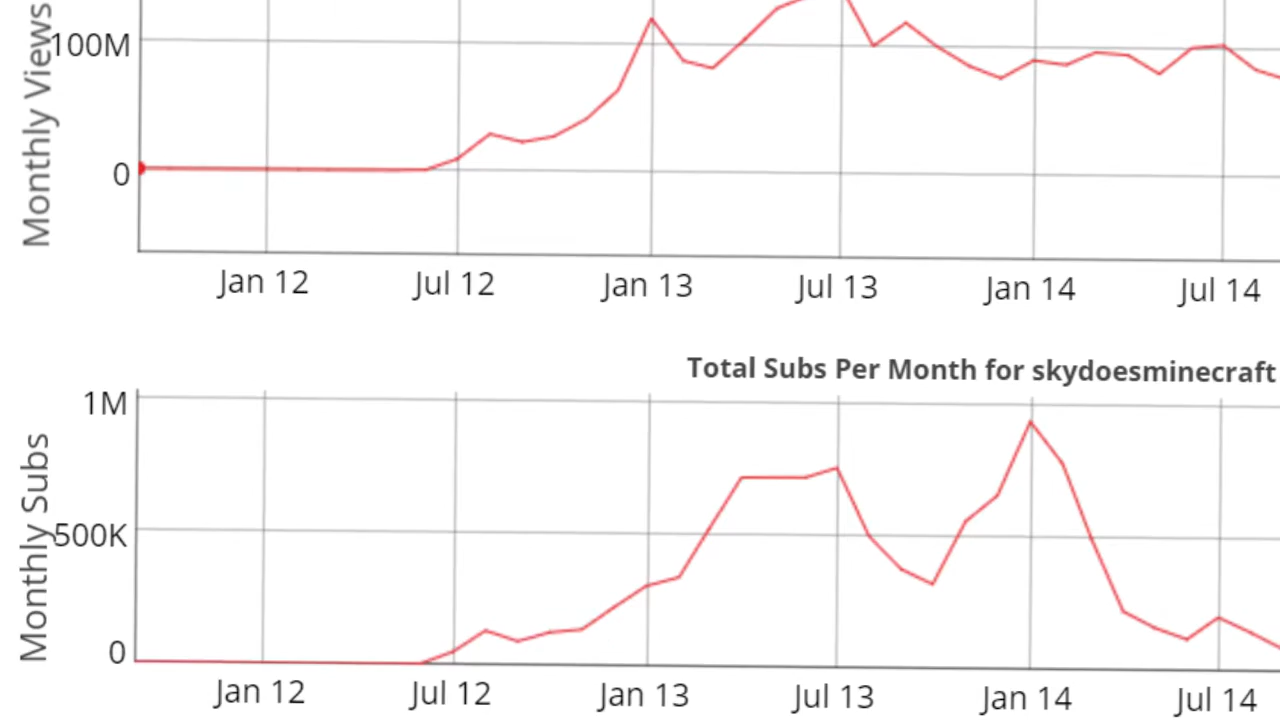 Monthly Views
100M
0
Jan 12 Jul 12 Jan 13 Jul 13 Jan 14 Jul 14
Total Subs Per Month for skydoesminecraft
Monthly Subs
1M
500K
0
Jan 12 Jul 12 Jan 13 Jul 13 Jan 14 Jul 14